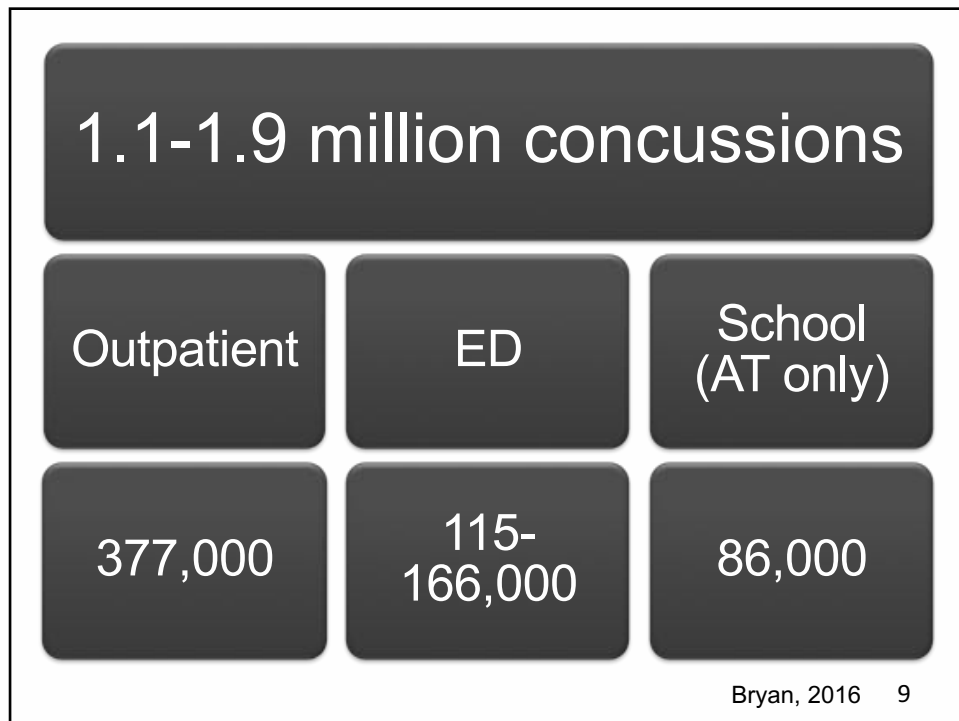 1.1-1.9 million concussions
Outpatient
ED
School
(AT only)
377,000
115-
166,000
86,000
Bryan, 2016
9